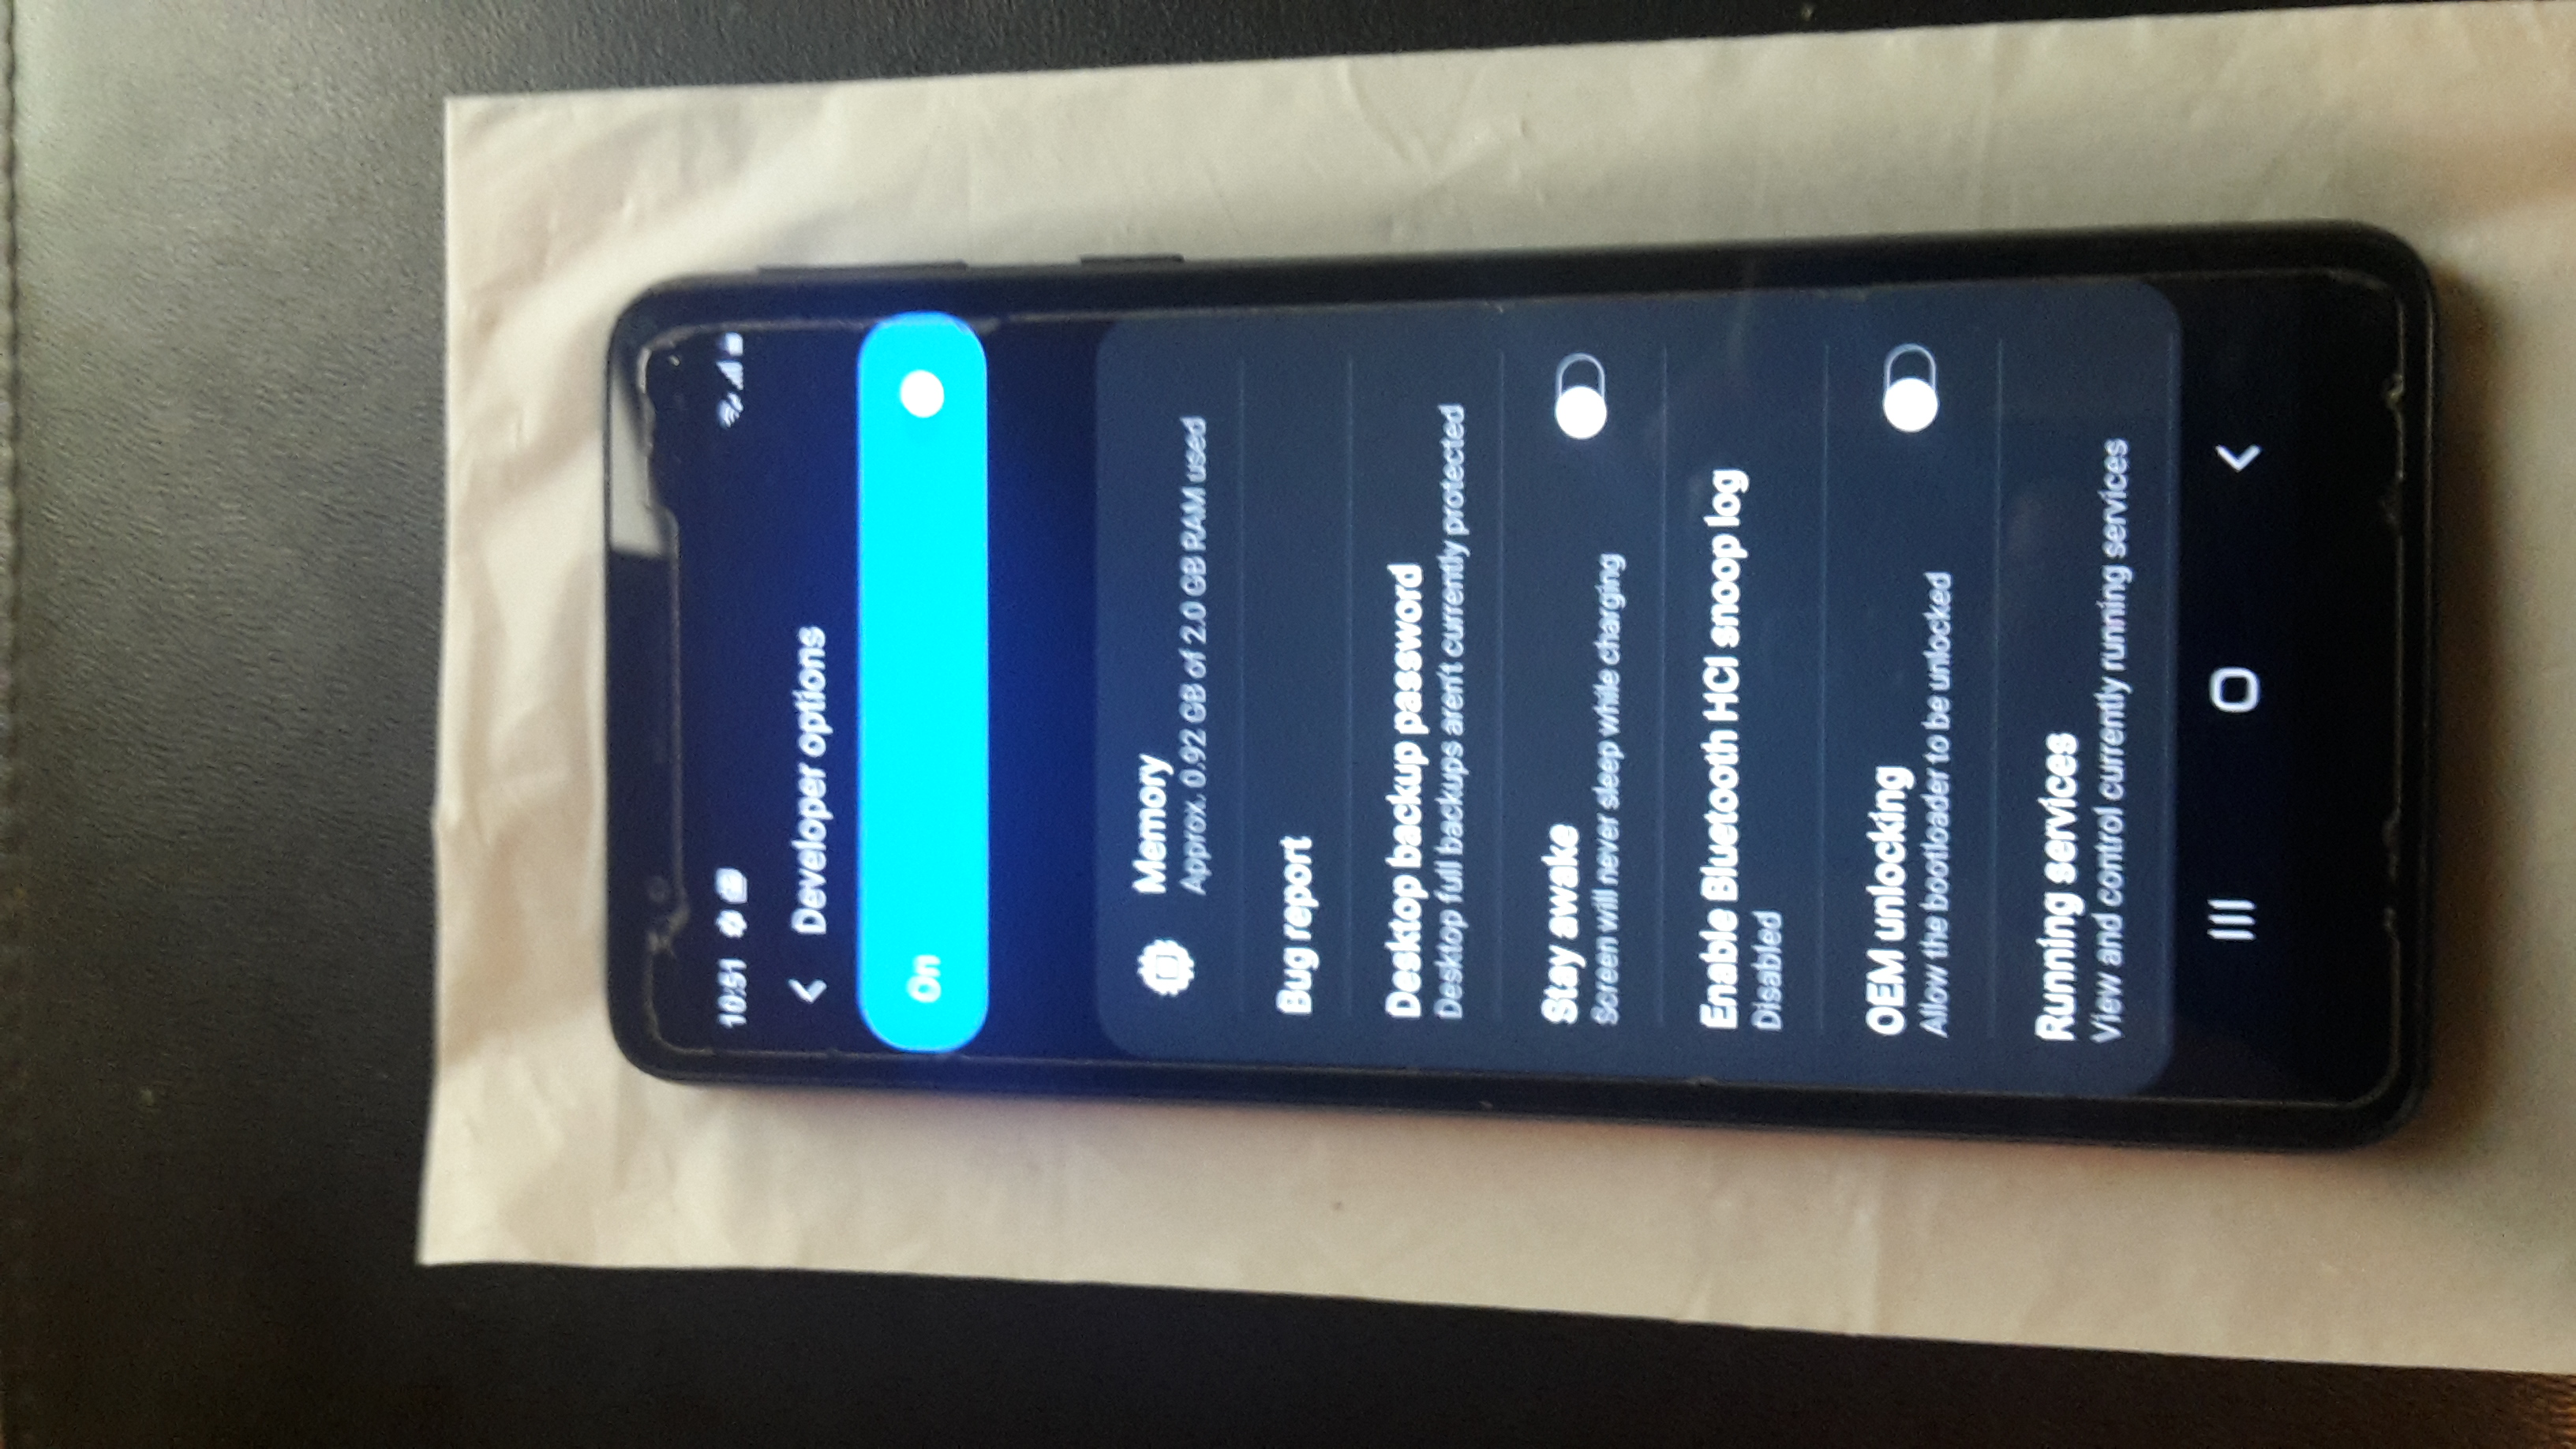 10:51
Developer options
On
Memory
Approx. 0.92 GB of 2.0 GB RAM used
Bug report
Desktop backup password
Desktop full backups aren't currently protected
Stay awake
Screen will never sleep while charging
Enable Bluetooth HCI snoop log
Disabled
OEM unlocking
Allow the bootloader to be unlocked
Running services
View and control currently running services